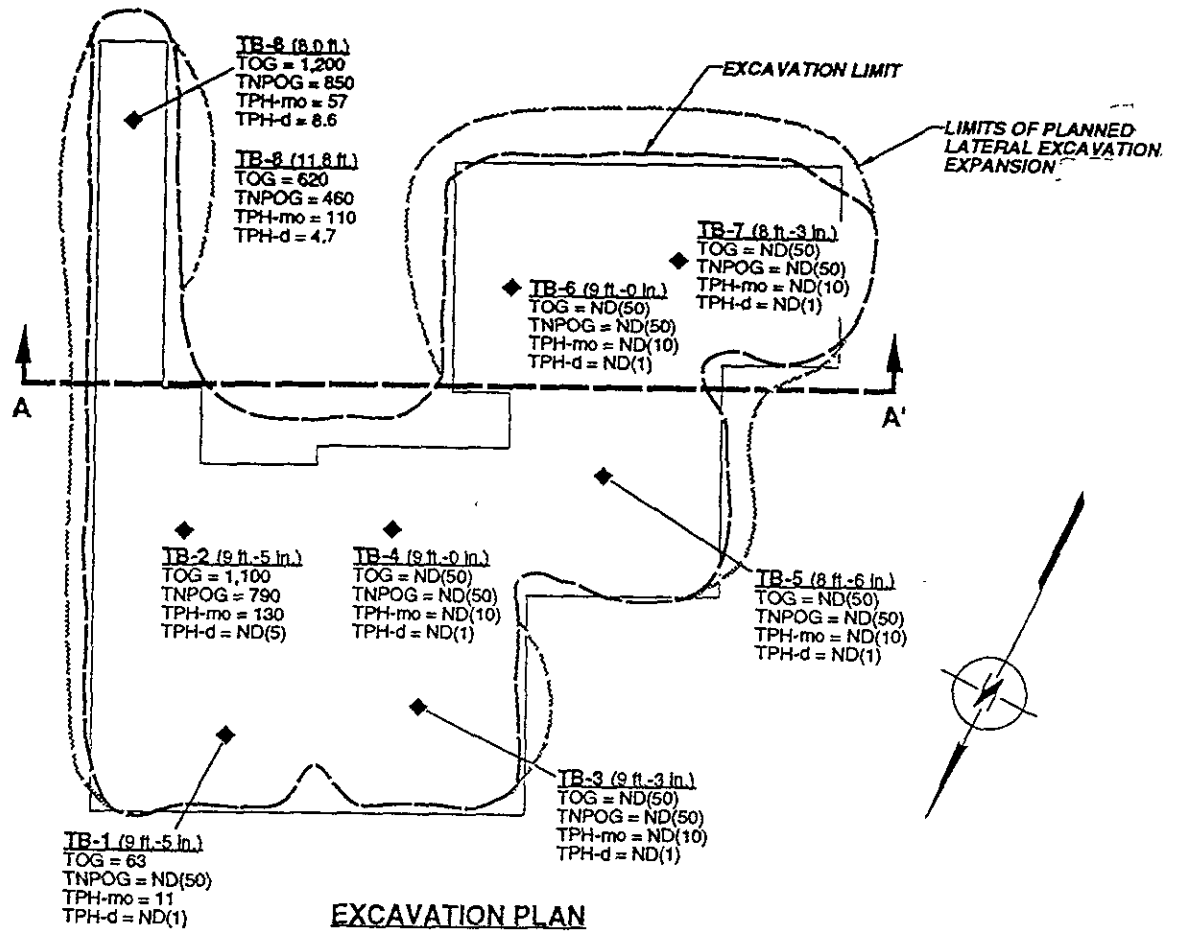 TB-8 (8.0 ft.)
TOG = 1,200
TNPOG = 850
TPH-mo = 57
TPH-d = 8.6
TB-8 (11.8 ft.)
TOG = 620
TNPOG = 460
TPH-mo = 110
TPH-d = 4.7
EXCAVATION LIMIT
LIMITS OF PLANNED
LATERAL EXCAVATION
EXPANSION
TB-7 (8 ft.-3 in.)
TOG = ND(50)
TNPOG = ND(50)
TPH-mo = ND(10)
TPH-d = ND(1)
TB-6 (9 ft.-0 in.)
TOG = ND(50)
TNPOG = ND(50)
TPH-mo = ND(10)
TPH-d = ND(1)
A
A'
TB-2 (9 ft.-5 in.)
TOG = 1,100
TNPOG = 790
TPH-mo = 130
TPH-d = ND(5)
TB-4 (9 ft.-0 in.)
TOG = ND(50)
TNPOG = ND(50)
TPH-mo = ND(10)
TPH-d = ND(1)
TB-5 (8 ft.-6 in.)
TOG = ND(50)
TNPOG = ND(50)
TPH-mo = ND(10)
TPH-d = ND(1)
TB-3 (9 ft.-3 in.)
TOG = ND(50)
TNPOG = ND(50)
TPH-mo = ND(10)
TPH-d = ND(1)
TB-1 (9 ft.-5 in.)
TOG = 63
TNPOG = ND(50)
TPH-mo = 11
TPH-d = ND(1)
N
EXCAVATION PLAN